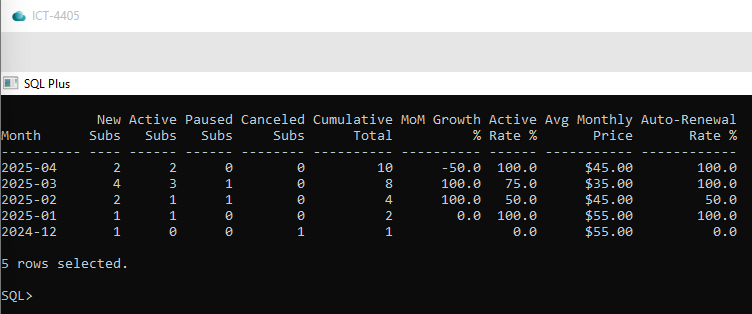 ICT-4405
SQL Plus
           New Active Paused Canceled Cumulative MoM Growth Active Avg Monthly Auto-Renewal
Month     Subs   Subs   Subs     Subs      Total          % Rate %       Price       Rate %
---------- ---- ------ ------ -------- ---------- ---------- ------ ----------- ------------
2025-04      2      2      0        0         10      -50.0  100.0      $45.00        100.0
2025-03      4      3      1        0          8      100.0   75.0      $35.00        100.0
2025-02      2      1      1        0          4      100.0   50.0      $45.00         50.0
2025-01      1      1      0        0          2        0.0  100.0      $55.00        100.0
2024-12      1      0      0        1          1               0.0      $55.00          0.0
5 rows selected.
SQL>